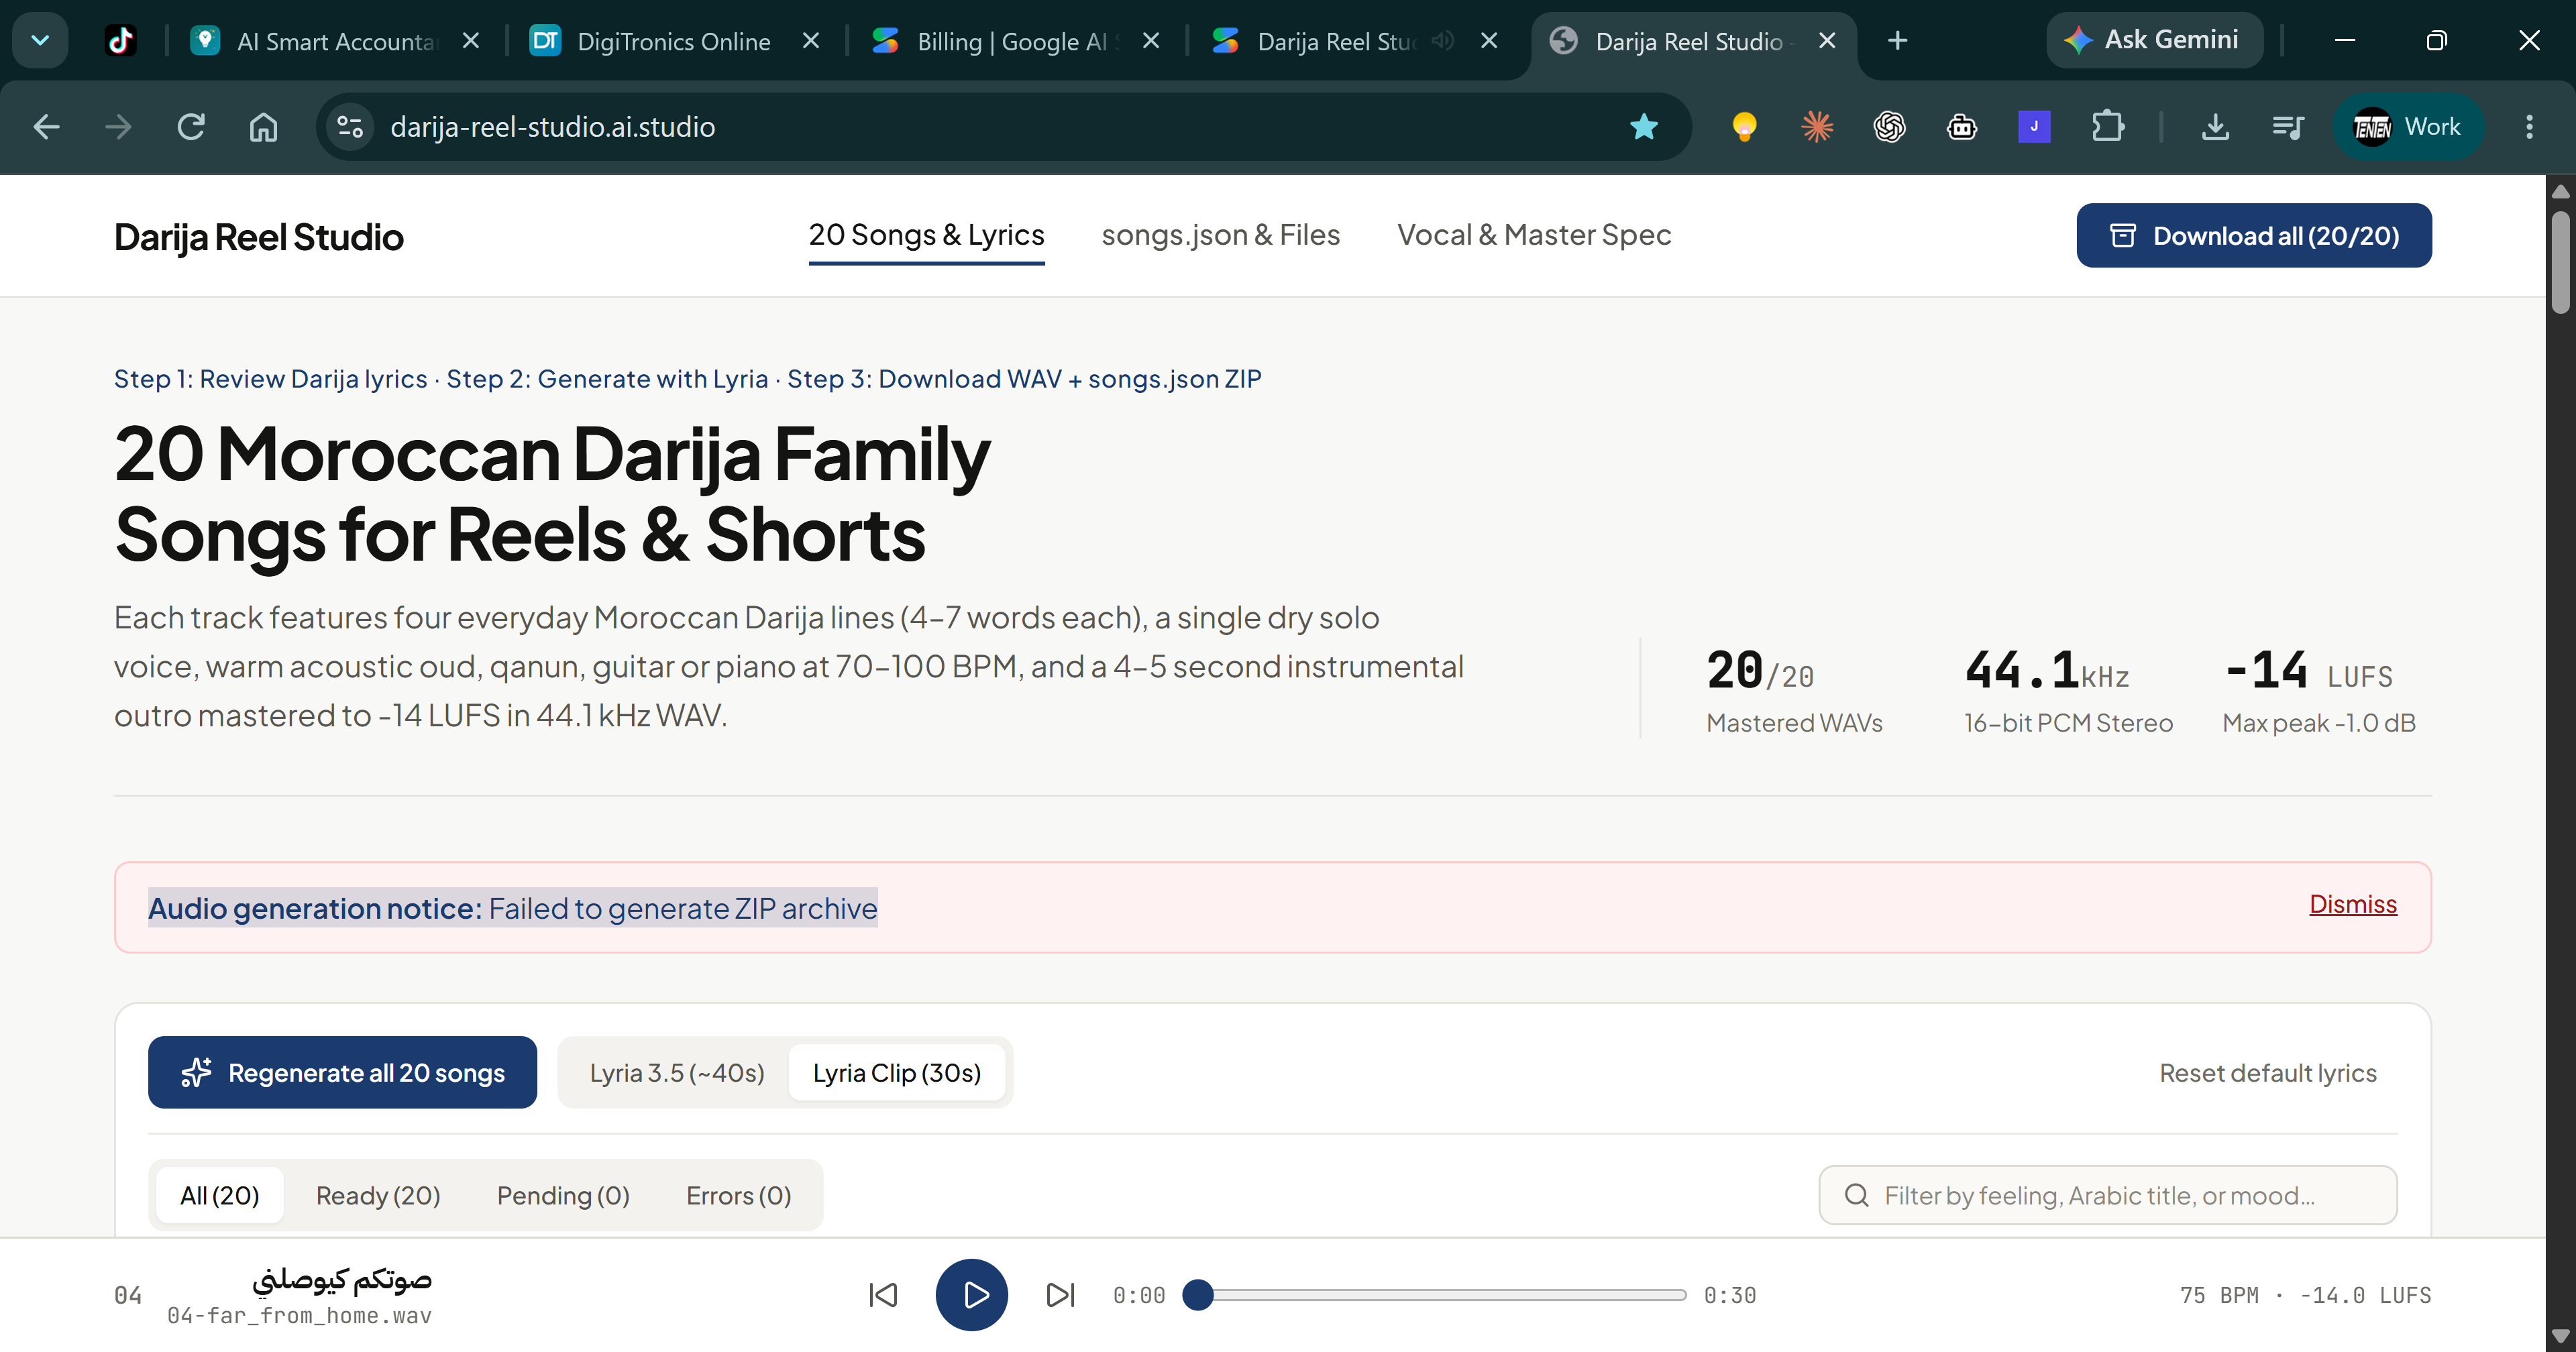 AI Smart Accounta
DigiTronics Online
Billing | Google AI
Darija Reel Stu
Darija Reel Studio
Ask Gemini
darija-reel-studio.ai.studio
Work
Darija Reel Studio
20 Songs & Lyrics
songs.json & Files
Vocal & Master Spec
Download all (20/20)
Step 1: Review Darija lyrics · Step 2: Generate with Lyria · Step 3: Download WAV + songs.json ZIP
20 Moroccan Darija Family
Songs for Reels & Shorts
Each track features four everyday Moroccan Darija lines (4–7 words each), a single dry solo
voice, warm acoustic oud, qanun, guitar or piano at 70–100 BPM, and a 4–5 second instrumental
outro mastered to -14 LUFS in 44.1 kHz WAV.
20/20
Mastered WAVs
44.1kHz
16-bit PCM Stereo
-14 LUFS
Max peak -1.0 dB
Audio generation notice: Failed to generate ZIP archive
Dismiss
Regenerate all 20 songs
Lyria 3.5 (~40s)
Lyria Clip (30s)
Reset default lyrics
All (20)
Ready (20)
Pending (0)
Errors (0)
Filter by feeling, Arabic title, or mood...
04
صوتكم كيوصلني
04-far_from_home.wav
0:00
0:30
75 BPM · -14.0 LUFS